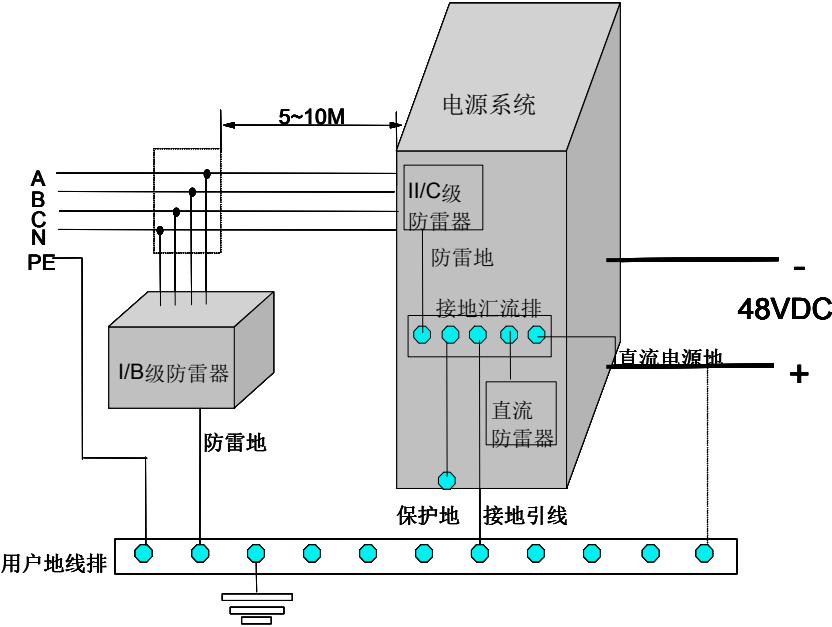 电源系统
5~10M
A
B
C
N
PE
II/C级
防雷器
防雷地
接地汇流排
-
48VDC
直流电源地
+
I/B级防雷器
直流
防雷器
防雷地
保护地
接地引线
用户地线排